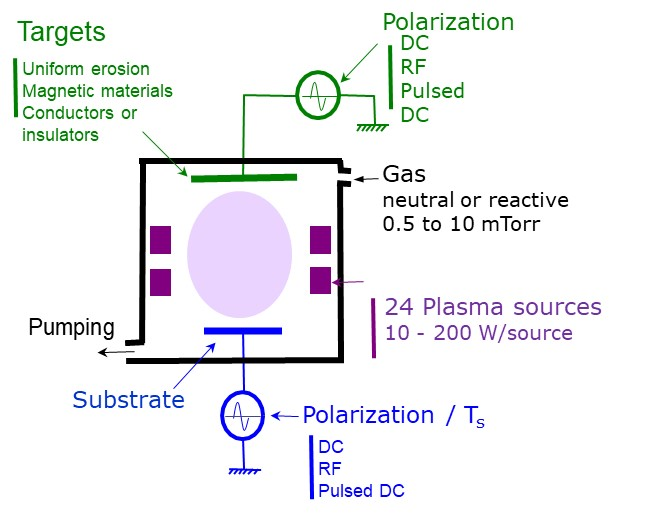 Targets
Uniform erosion
Magnetic materials
Conductors or
insulators
Polarization
DC
RF
Pulsed
DC
Gas
neutral or reactive
0.5 to 10 mTorr
24 Plasma sources
10 - 200 W/source
Pumping
Substrate
Polarization / Ts
DC
RF
Pulsed DC